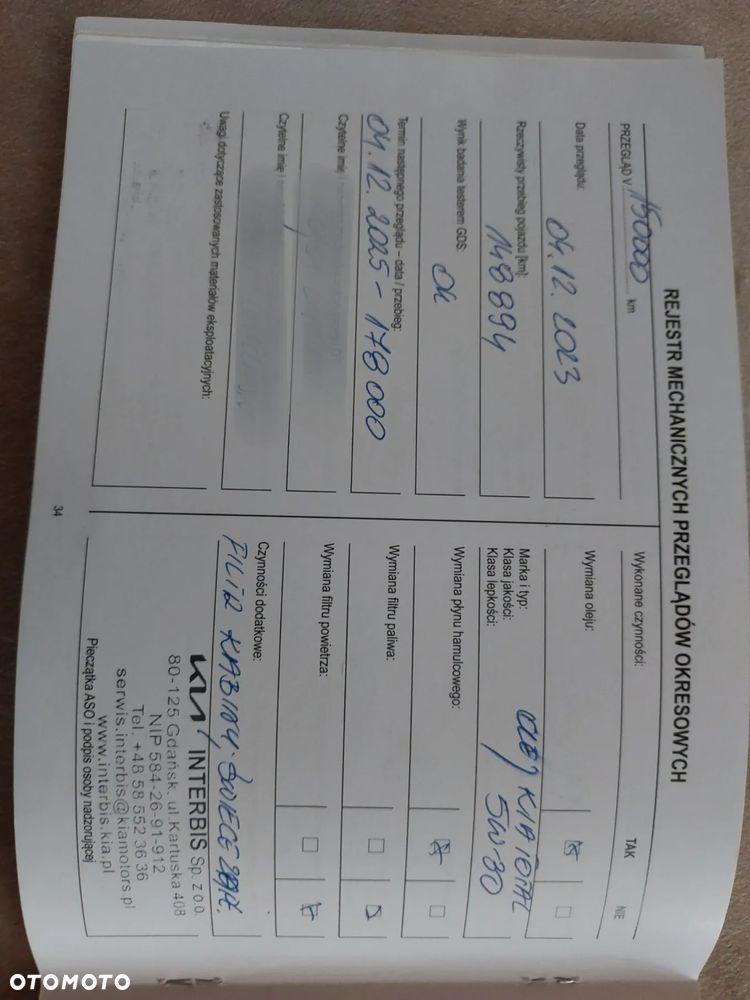 REJESTR MECHANICZNYCH PRZEGLĄDÓW OKRESOWYCH
PRZEGLĄD V 150000 km
Data przeglądu:
04.12.2023
Rzeczywisty przebieg pojazdu [km]:
148894
Wynik badania testerem GDS:
Ok
Termin następnego przeglądu – data / przebieg:
04.12.2025 - 178000
Czytelne imię i
Czytelne imię i
Uwagi dotyczące zastosowanych materiałów eksploatacyjnych:
34
Wykonane czynności: TAK NIE
Wymiana oleju:
Marka i typ: OLEJ KIA TOTAL
Klasa jakości:
Klasa lepkości: 5W-30
Wymiana płynu hamulcowego:
Wymiana filtru paliwa:
Wymiana filtru powietrza:
Czynności dodatkowe:
FILTR KABINY. ŚWIECE ZAPŁ.
KIA INTERBIS Sp. z o.o.
80-125 Gdańsk, ul.Kartuska 408
NIP 584-26-91-912
Tel. +48 58 552 36 36
serwis.interbis@kiamotors.pl
www.interbis.kia.pl
Pieczątka ASO i podpis osoby nadzorującej
OTOMOTO